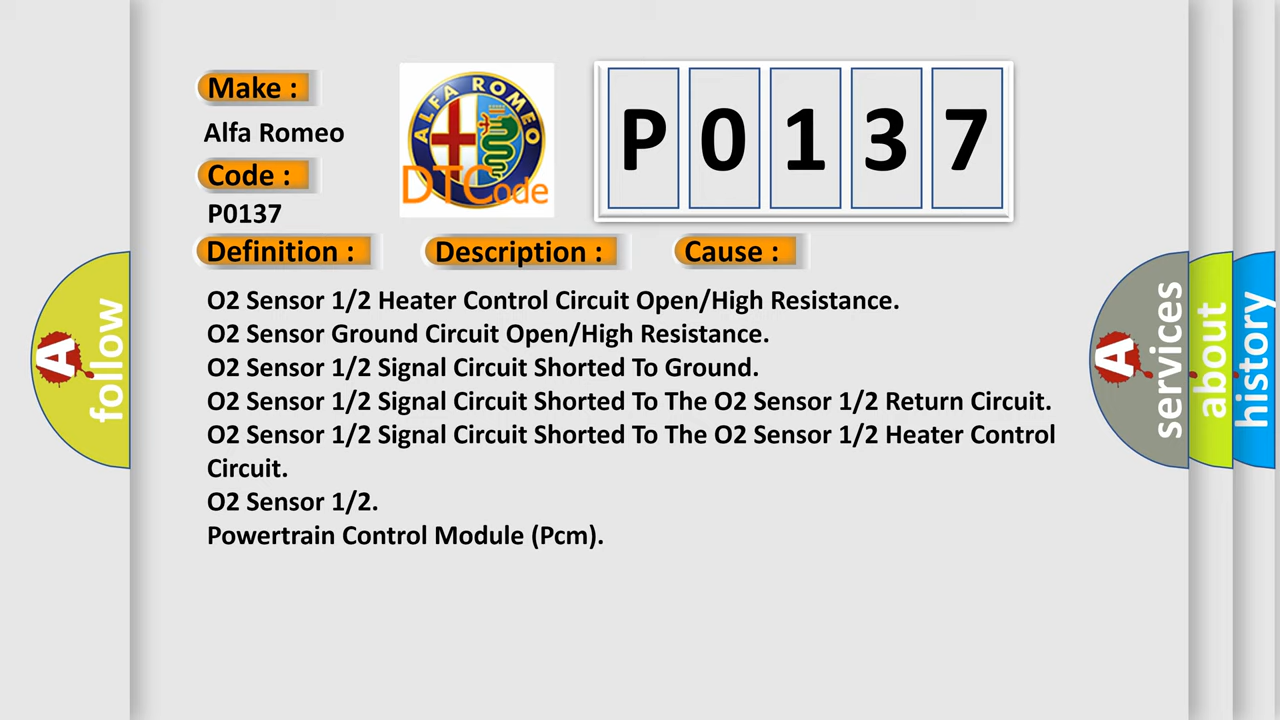 Make :
Alfa Romeo
Code :
P0137
ALFA ROMEO
DTCode
P0137
Definition :
Description :
Cause :
O2 Sensor 1/2 Heater Control Circuit Open/High Resistance.
O2 Sensor Ground Circuit Open/High Resistance.
O2 Sensor 1/2 Signal Circuit Shorted To Ground.
O2 Sensor 1/2 Signal Circuit Shorted To The O2 Sensor 1/2 Return Circuit.
O2 Sensor 1/2 Signal Circuit Shorted To The O2 Sensor 1/2 Heater Control
Circuit.
O2 Sensor 1/2.
Powertrain Control Module (Pcm).
A follow
A services
about
history